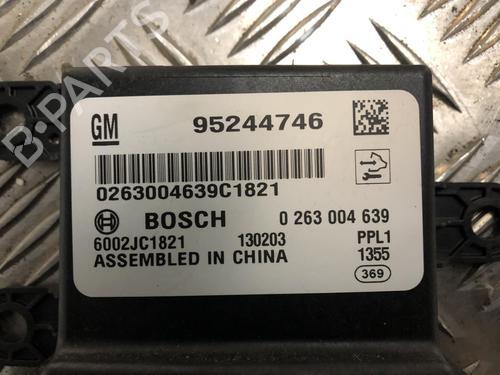 B-PARTS
GM 95244746
0263004639C1821
BOSCH 0 263 004 639
6002JC1821 130203 PPL1
ASSEMBLED IN CHINA 1355
369